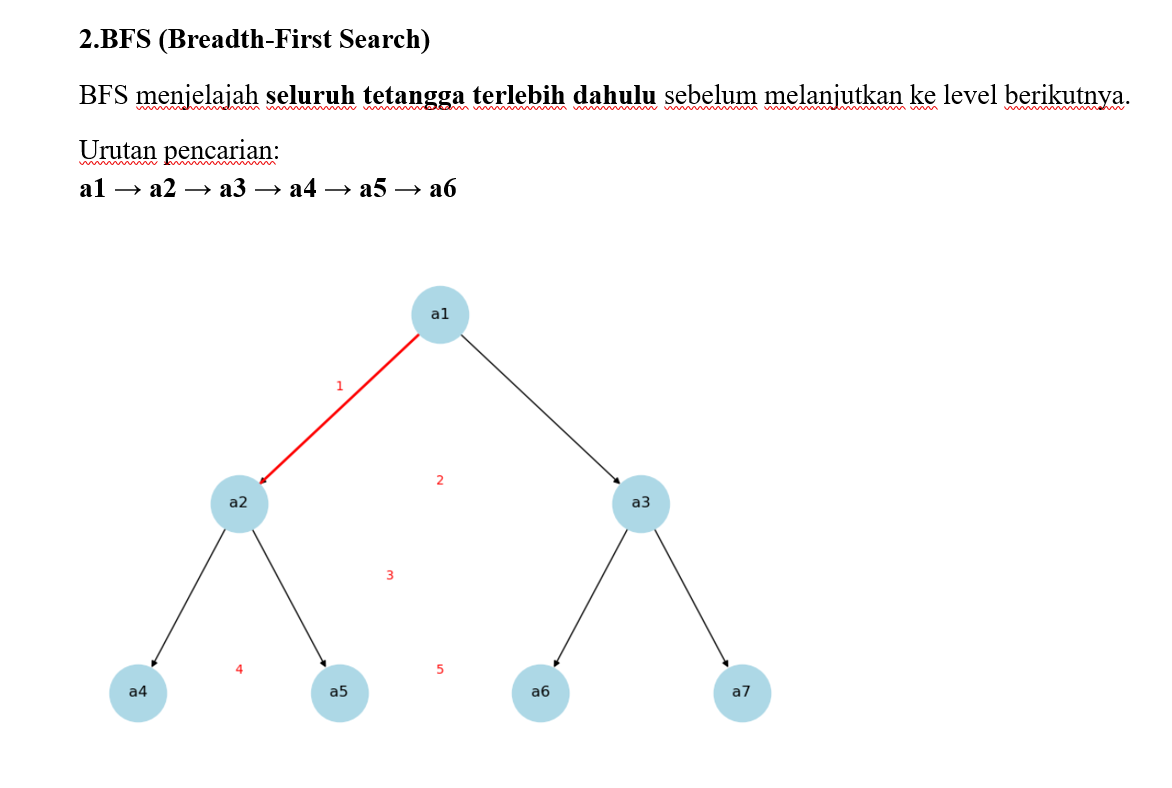 2.BFS (Breadth-First Search)
BFS menjelajah seluruh tetangga terlebih dahulu sebelum melanjutkan ke level berikutnya.
Urutan pencarian:
a1 → a2 → a3 → a4 → a5 → a6
a1
1
2
a2
a3
3
4
5
a4
a5
a6
a7